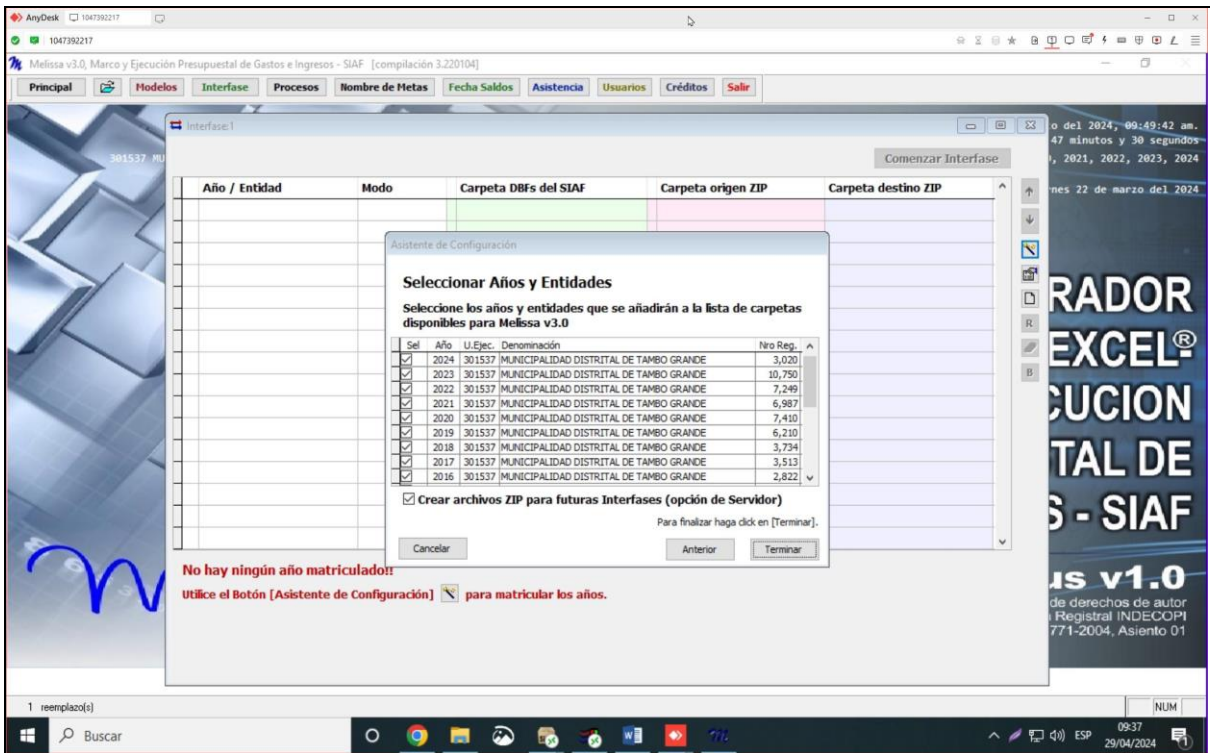 AnyDesk 1047392217
1047392217
Melissa v3.0, Marco y Ejecución Presupuestal de Gastos e Ingresos - SIAF [compilación 3.220104]
Principal Modelos Interfase Procesos Nombre de Metas Fecha Saldos Asistencia Usuarios Créditos Salir
Interfase:1
o del 2024, 09:49:42 am.
47 minutos y 30 segundos
301537 MU
, 2021, 2022, 2023, 2024
nes 22 de marzo del 2024
Comenzar Interfase
Año / Entidad Modo Carpeta DBFs del SIAF Carpeta origen ZIP Carpeta destino ZIP
Asistente de Configuración
Seleccionar Años y Entidades
Seleccione los años y entidades que se añadirán a la lista de carpetas
disponibles para Melissa v3.0
Sel Año U.Ejec. Denominación Nro Reg.
2024 301537 MUNICIPALIDAD DISTRITAL DE TAMBO GRANDE 3,020
2023 301537 MUNICIPALIDAD DISTRITAL DE TAMBO GRANDE 10,750
2022 301537 MUNICIPALIDAD DISTRITAL DE TAMBO GRANDE 7,249
2021 301537 MUNICIPALIDAD DISTRITAL DE TAMBO GRANDE 6,987
2020 301537 MUNICIPALIDAD DISTRITAL DE TAMBO GRANDE 7,410
2019 301537 MUNICIPALIDAD DISTRITAL DE TAMBO GRANDE 6,210
2018 301537 MUNICIPALIDAD DISTRITAL DE TAMBO GRANDE 3,734
2017 301537 MUNICIPALIDAD DISTRITAL DE TAMBO GRANDE 3,513
2016 301537 MUNICIPALIDAD DISTRITAL DE TAMBO GRANDE 2,822
Crear archivos ZIP para futuras Interfases (opción de Servidor)
Para finalizar haga click en [Terminar].
Cancelar Anterior Terminar
R
B
RADOR
EXCEL®
CUCION
TAL DE
S - SIAF
us v1.0
de derechos de autor
Registral INDECOPI
771-2004, Asiento 01
No hay ningún año matriculado!!
Utilice el Botón [Asistente de Configuración] para matricular los años.
1 reemplazo(s)
NUM
Buscar
ESP
09:37
29/04/2024